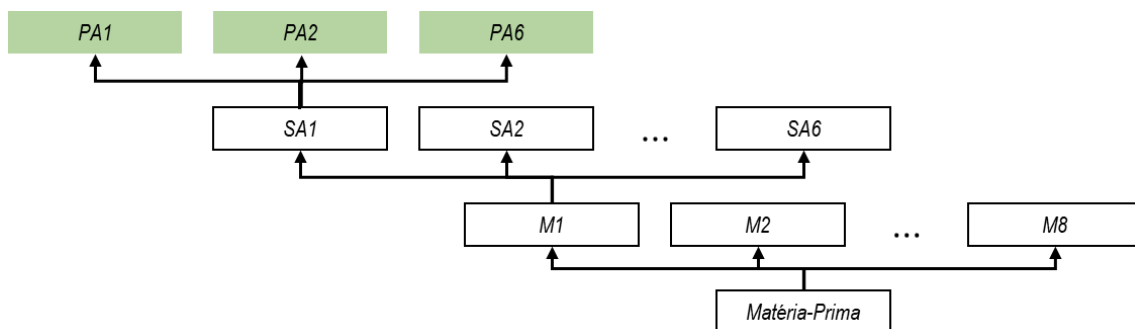 PA1 PA2 PA6
SA1 SA2 ... SA6
M1 M2 ... M8
Matéria-Prima